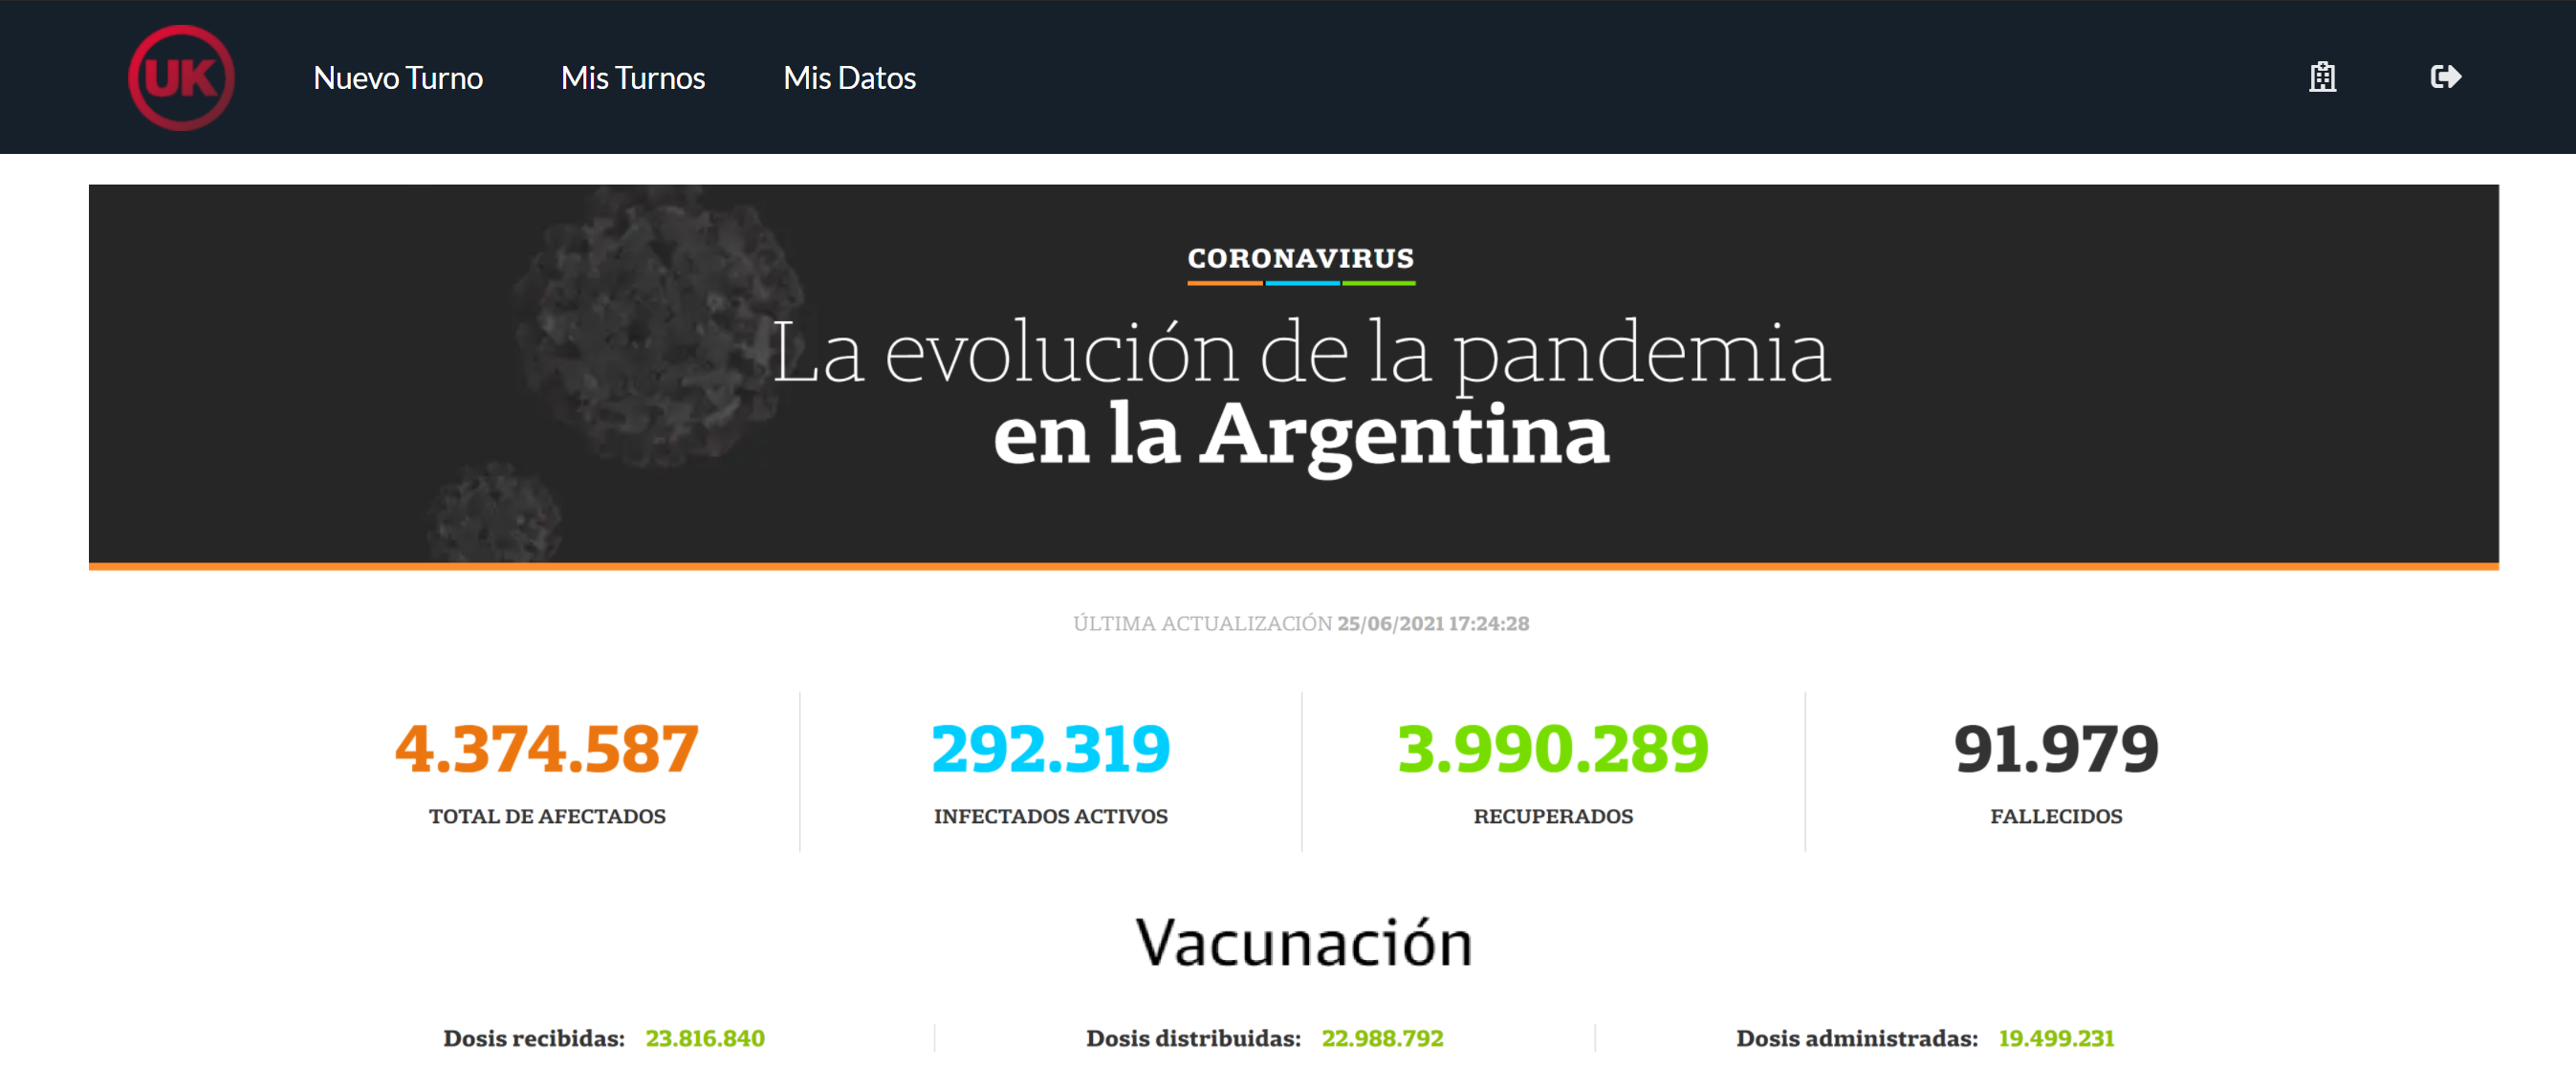 UK
Nuevo Turno Mis Turnos Mis Datos
CORONAVIRUS
La evolución de la pandemia
en la Argentina
ÚLTIMA ACTUALIZACIÓN 25/06/2021 17:24:28
4.374.587 292.319 3.990.289 91.979
TOTAL DE AFECTADOS INFECTADOS ACTIVOS RECUPERADOS FALLECIDOS
Vacunación
Dosis recibidas: 23.816.840 Dosis distribuidas: 22.988.792 Dosis administradas: 19.499.231